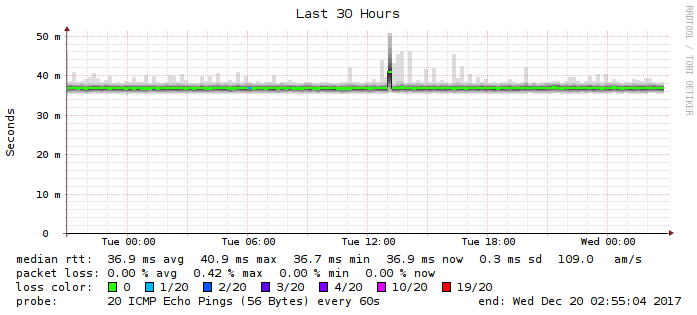 Last 30 Hours
RRDTOOL / TOBI OETIKER
Seconds
50 m
40 m
30 m
20 m
10 m
0
Tue 00:00 Tue 06:00 Tue 12:00 Tue 18:00 Wed 00:00
median rtt: 36.9 ms avg 40.9 ms max 36.7 ms min 36.9 ms now 0.3 ms sd 109.0 am/s
packet loss: 0.00 % avg 0.42 % max 0.00 % min 0.00 % now
loss color: 0 1/20 2/20 3/20 4/20 10/20 19/20
probe: 20 ICMP Echo Pings (56 Bytes) every 60s end: Wed Dec 20 02:55:04 2017